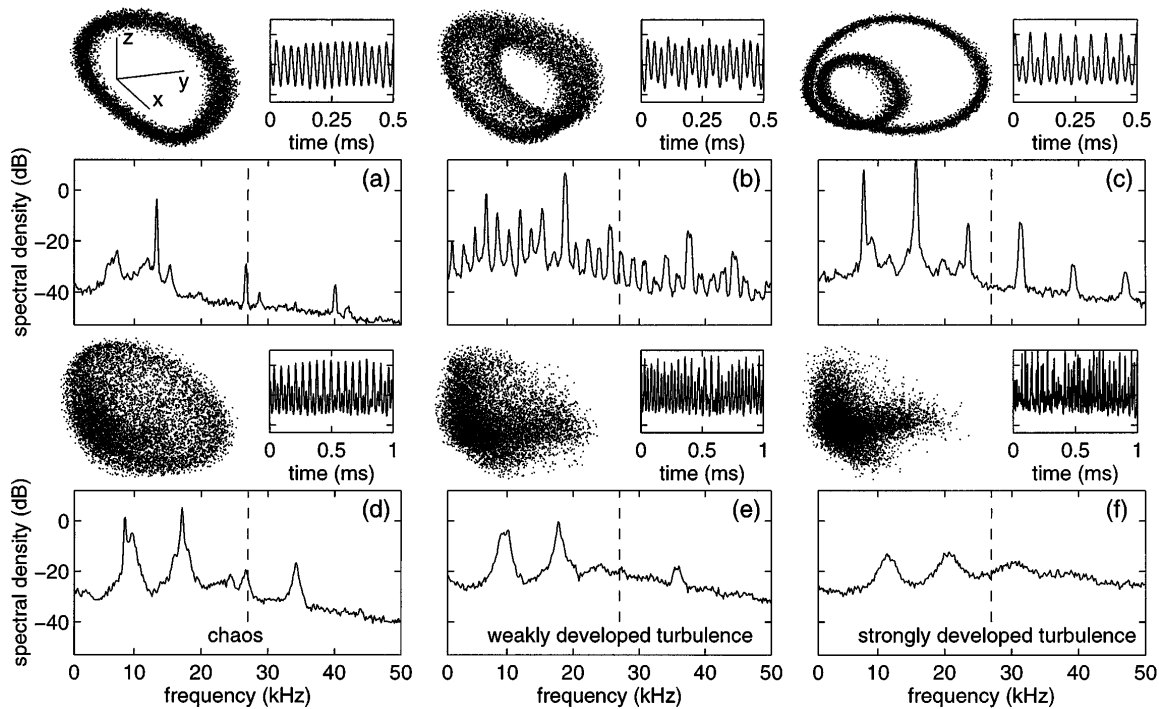 z
y
x
0 0.25 0.5
time (ms)
0 0.25 0.5
time (ms)
0 0.25 0.5
time (ms)
spectral density (dB)
0
−20
−40
(a)
(b)
(c)
0 0.5 1
time (ms)
0 0.5 1
time (ms)
0 0.5 1
time (ms)
spectral density (dB)
0
−20
−40
(d)
(e)
(f)
chaos
weakly developed turbulence
strongly developed turbulence
0 10 20 30 40 50
0 10 20 30 40 50
0 10 20 30 40 50
frequency (kHz)
frequency (kHz)
frequency (kHz)